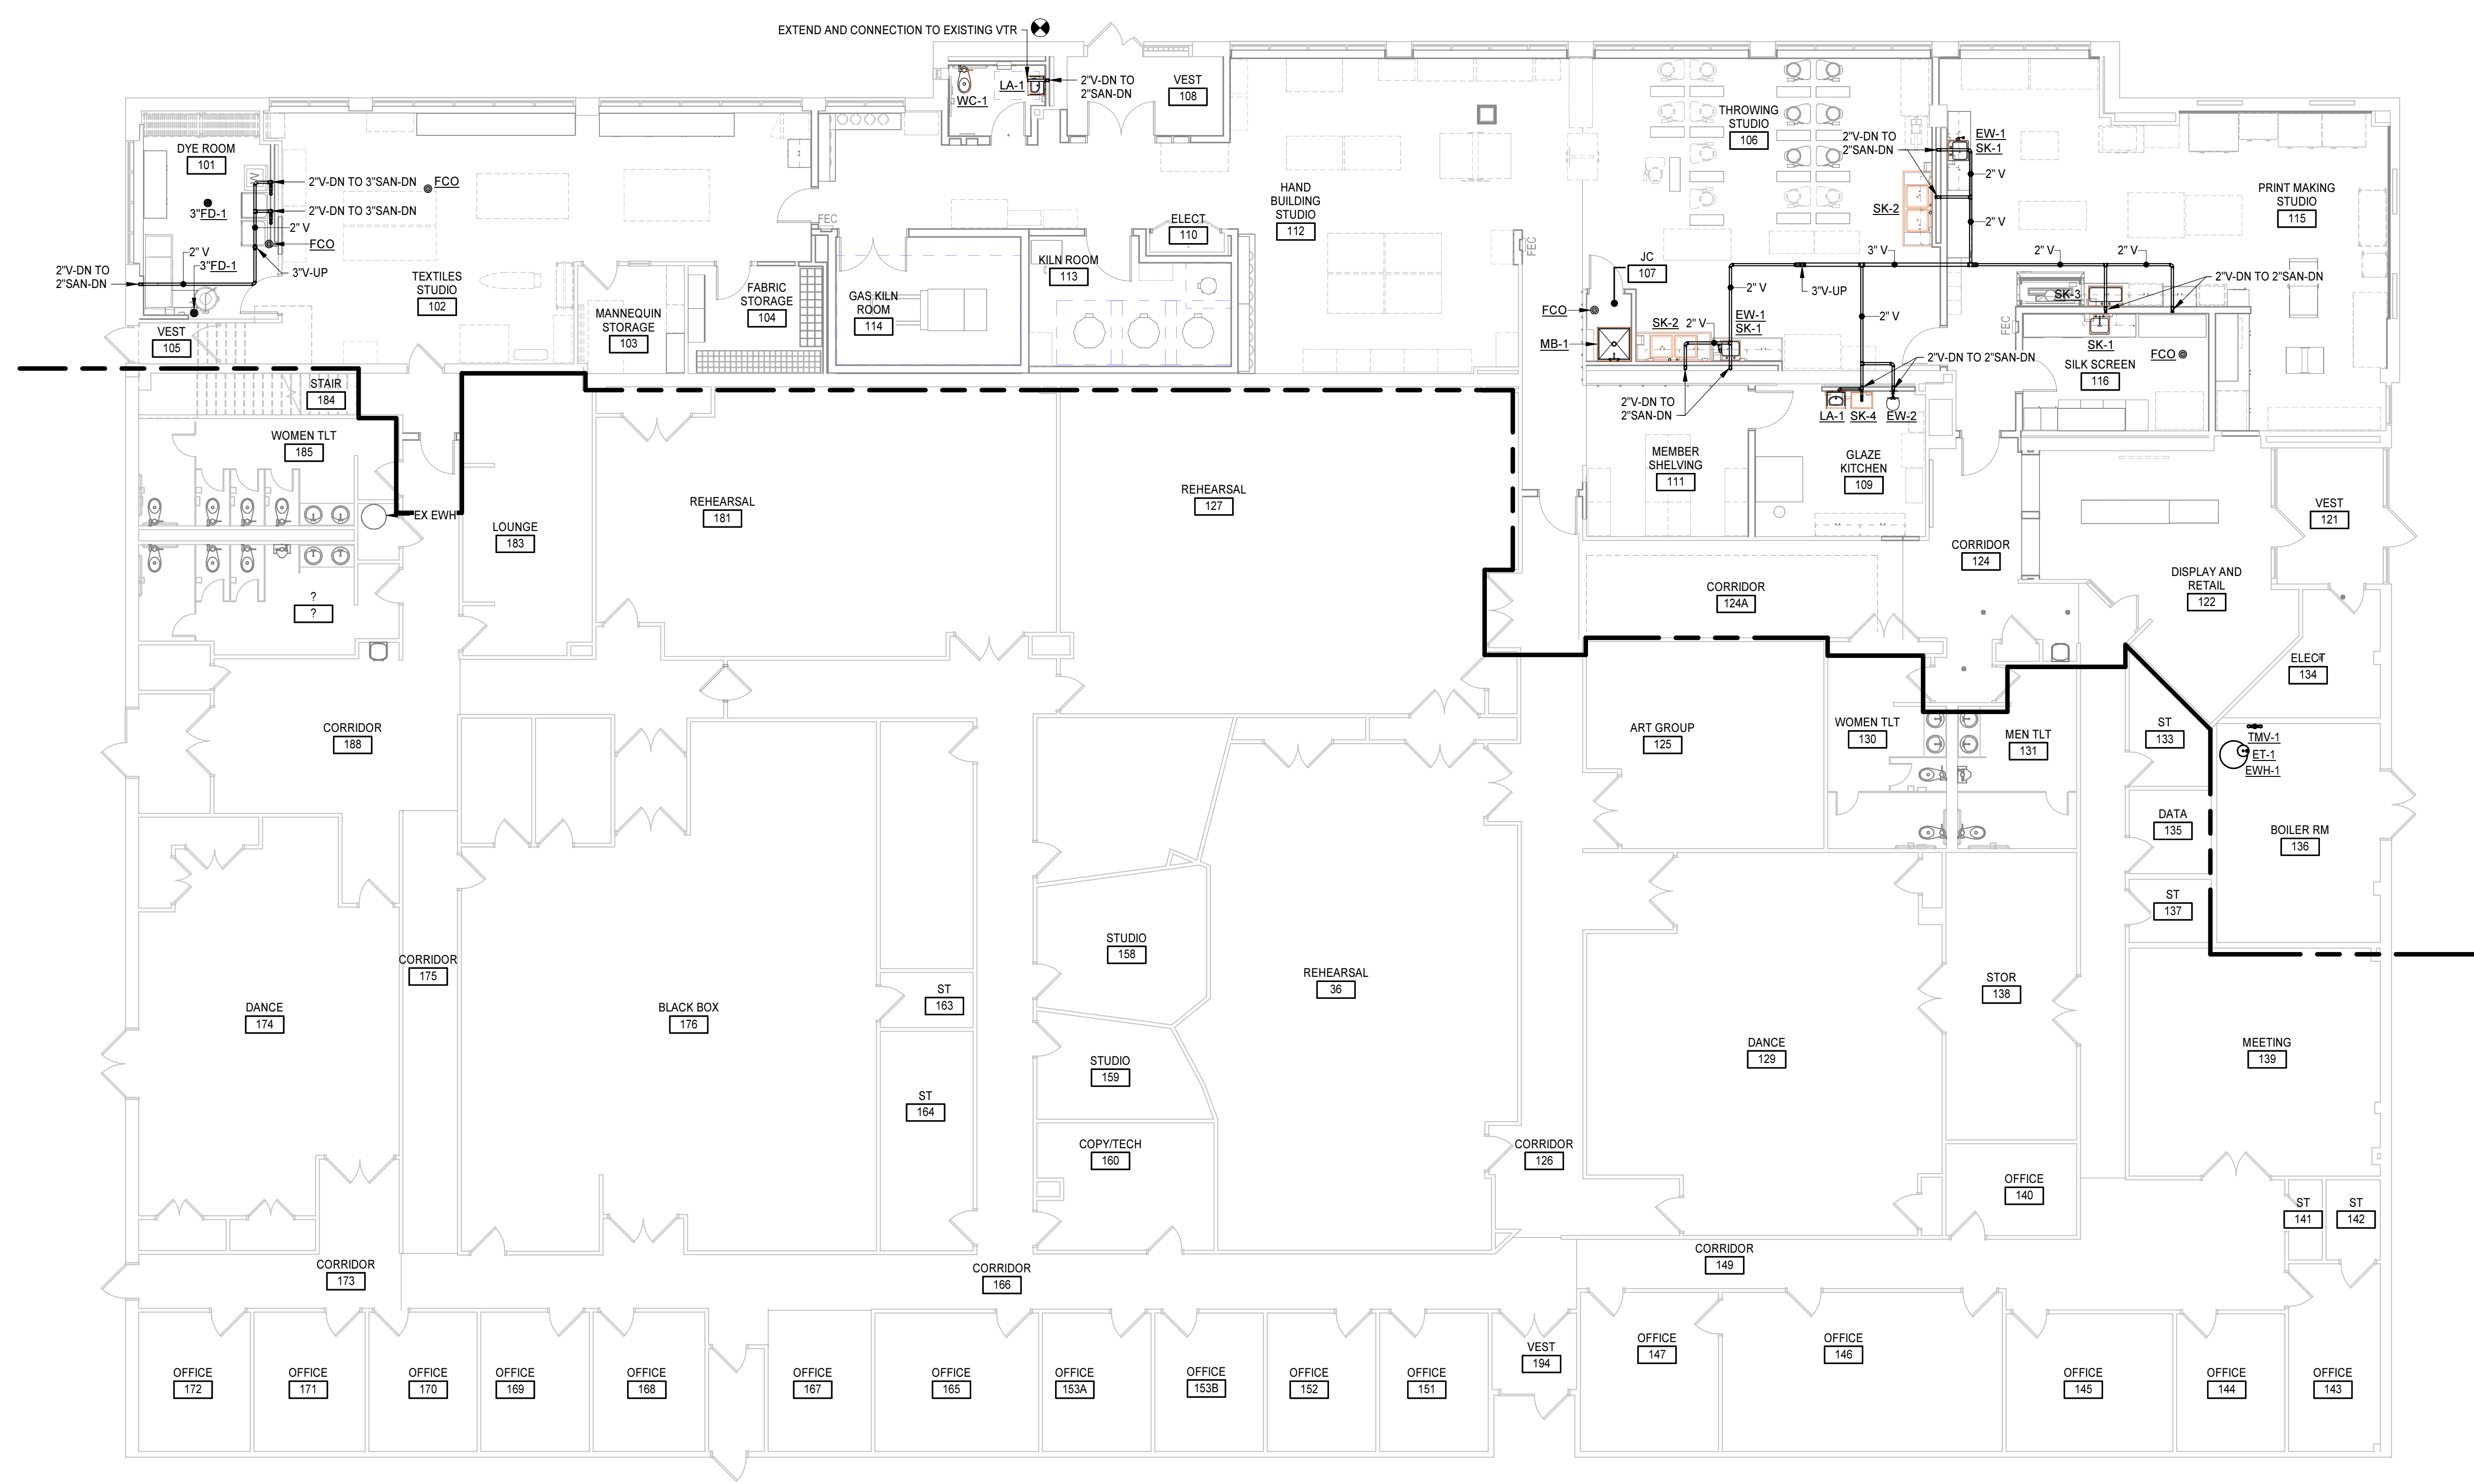 EXTEND AND CONNECTION TO EXISTING VTR
WC-1
LA-1
2"V-DN TO
2"SAN-DN
VEST
108
DYE ROOM
101
3"FD-1
2"V-DN TO 3"SAN-DN
FCO
2"V-DN TO 3"SAN-DN
2" V
FCO
2" V
3"FD-1
3"V-UP
2"V-DN TO
2"SAN-DN
TEXTILES
STUDIO
102
VEST
105
MANNEQUIN
STORAGE
103
FABRIC
STORAGE
104
FEC
GAS KILN
ROOM
114
KILN ROOM
113
ELECT
110
HAND
BUILDING
STUDIO
112
FEC
THROWING
STUDIO
106
2"V-DN TO
2"SAN-DN
EW-1
SK-1
2" V
SK-2
2" V
PRINT MAKING
STUDIO
115
JC
107
3" V
2" V
2" V
2" V
3"V-UP
2"V-DN TO 2"SAN-DN
SK-3
FCO
MB-1
SK-2
2" V
EW-1
SK-1
2" V
FEC
SK-1
FCO
SILK SCREEN
116
2"V-DN TO 2"SAN-DN
2"V-DN TO
2"SAN-DN
LA-1
SK-4
EW-2
STAIR
184
WOMEN TLT
185
EX EWH
LOUNGE
183
REHEARSAL
181
REHEARSAL
127
MEMBER
SHELVING
111
GLAZE
KITCHEN
109
VEST
121
CORRIDOR
124
DISPLAY AND
RETAIL
122
CORRIDOR
124A
?
?
ELECT
134
CORRIDOR
188
ART GROUP
125
WOMEN TLT
130
MEN TLT
131
ST
133
TMV-1
ET-1
EWH-1
DATA
135
BOILER RM
136
ST
137
STUDIO
158
CORRIDOR
175
REHEARSAL
36
STOR
138
DANCE
174
BLACK BOX
176
ST
163
STUDIO
159
DANCE
129
MEETING
139
ST
164
COPY/TECH
160
CORRIDOR
126
OFFICE
140
ST
141
ST
142
CORRIDOR
173
CORRIDOR
166
CORRIDOR
149
OFFICE
172
OFFICE
171
OFFICE
170
OFFICE
169
OFFICE
168
OFFICE
167
OFFICE
165
OFFICE
153A
OFFICE
153B
OFFICE
152
OFFICE
151
VEST
194
OFFICE
147
OFFICE
146
OFFICE
145
OFFICE
144
OFFICE
143